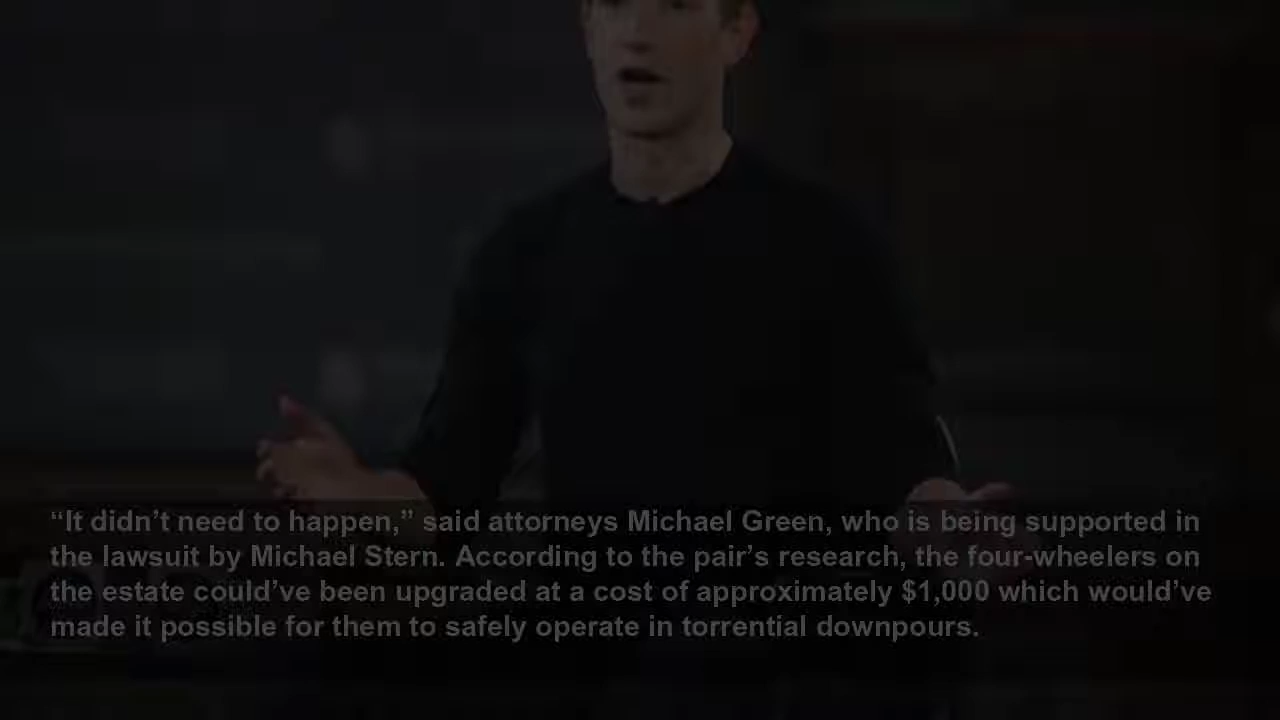 “It didn’t need to happen,” said attorneys Michael Green, who is being supported in
the lawsuit by Michael Stern. According to the pair’s research, the four-wheelers on
the estate could’ve been upgraded at a cost of approximately $1,000 which would’ve
made it possible for them to safely operate in torrential downpours.